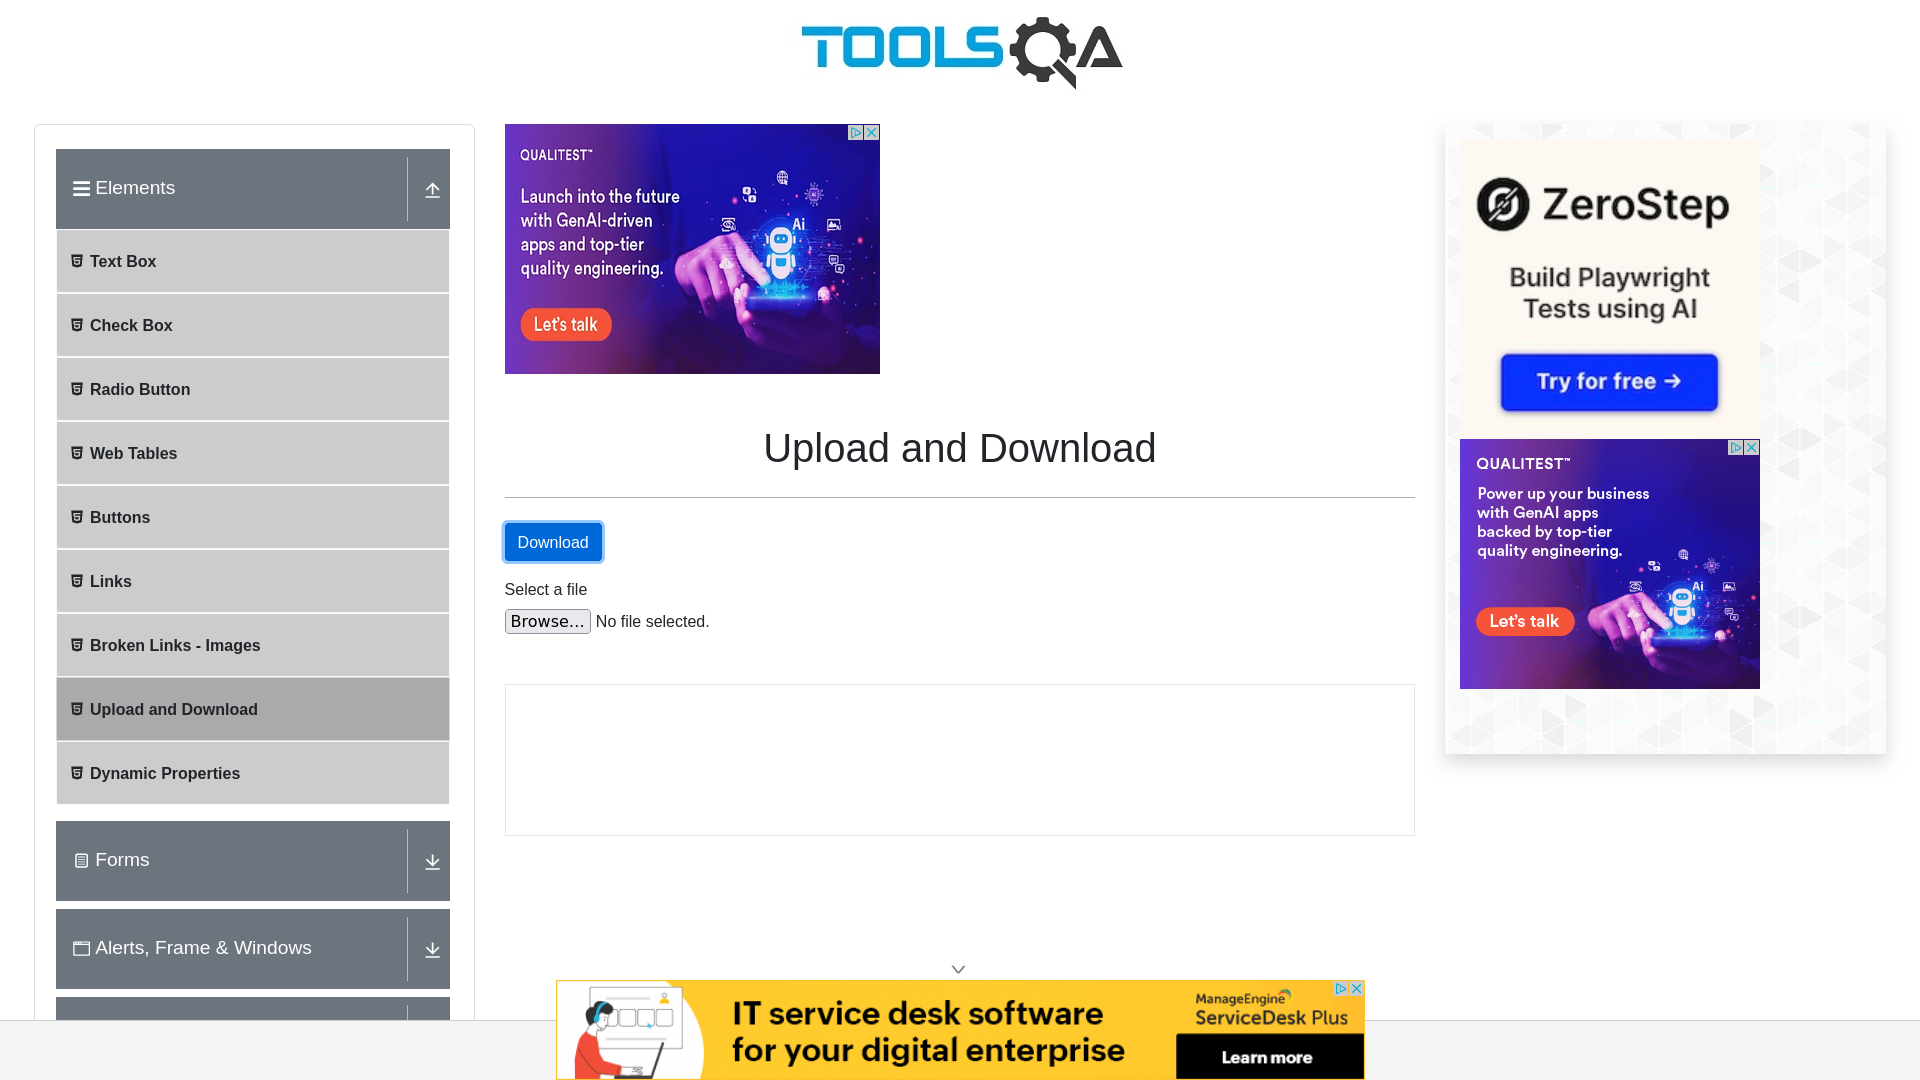 TOOLSQA
Elements
Text Box
Check Box
Radio Button
Web Tables
Buttons
Links
Broken Links - Images
Upload and Download
Dynamic Properties
Forms
Alerts, Frame & Windows
QUALITEST™
Launch into the future
with GenAI-driven
apps and top-tier
quality engineering.
Let's talk
Ai
Upload and Download
Download
Select a file
Browse... No file selected.
ZeroStep
Build Playwright
Tests using AI
Try for free →
QUALITEST™
Power up your business
with GenAI apps
backed by top-tier
quality engineering.
Let's talk
Ai
IT service desk software
for your digital enterprise
ManageEngine
ServiceDesk Plus
Learn more